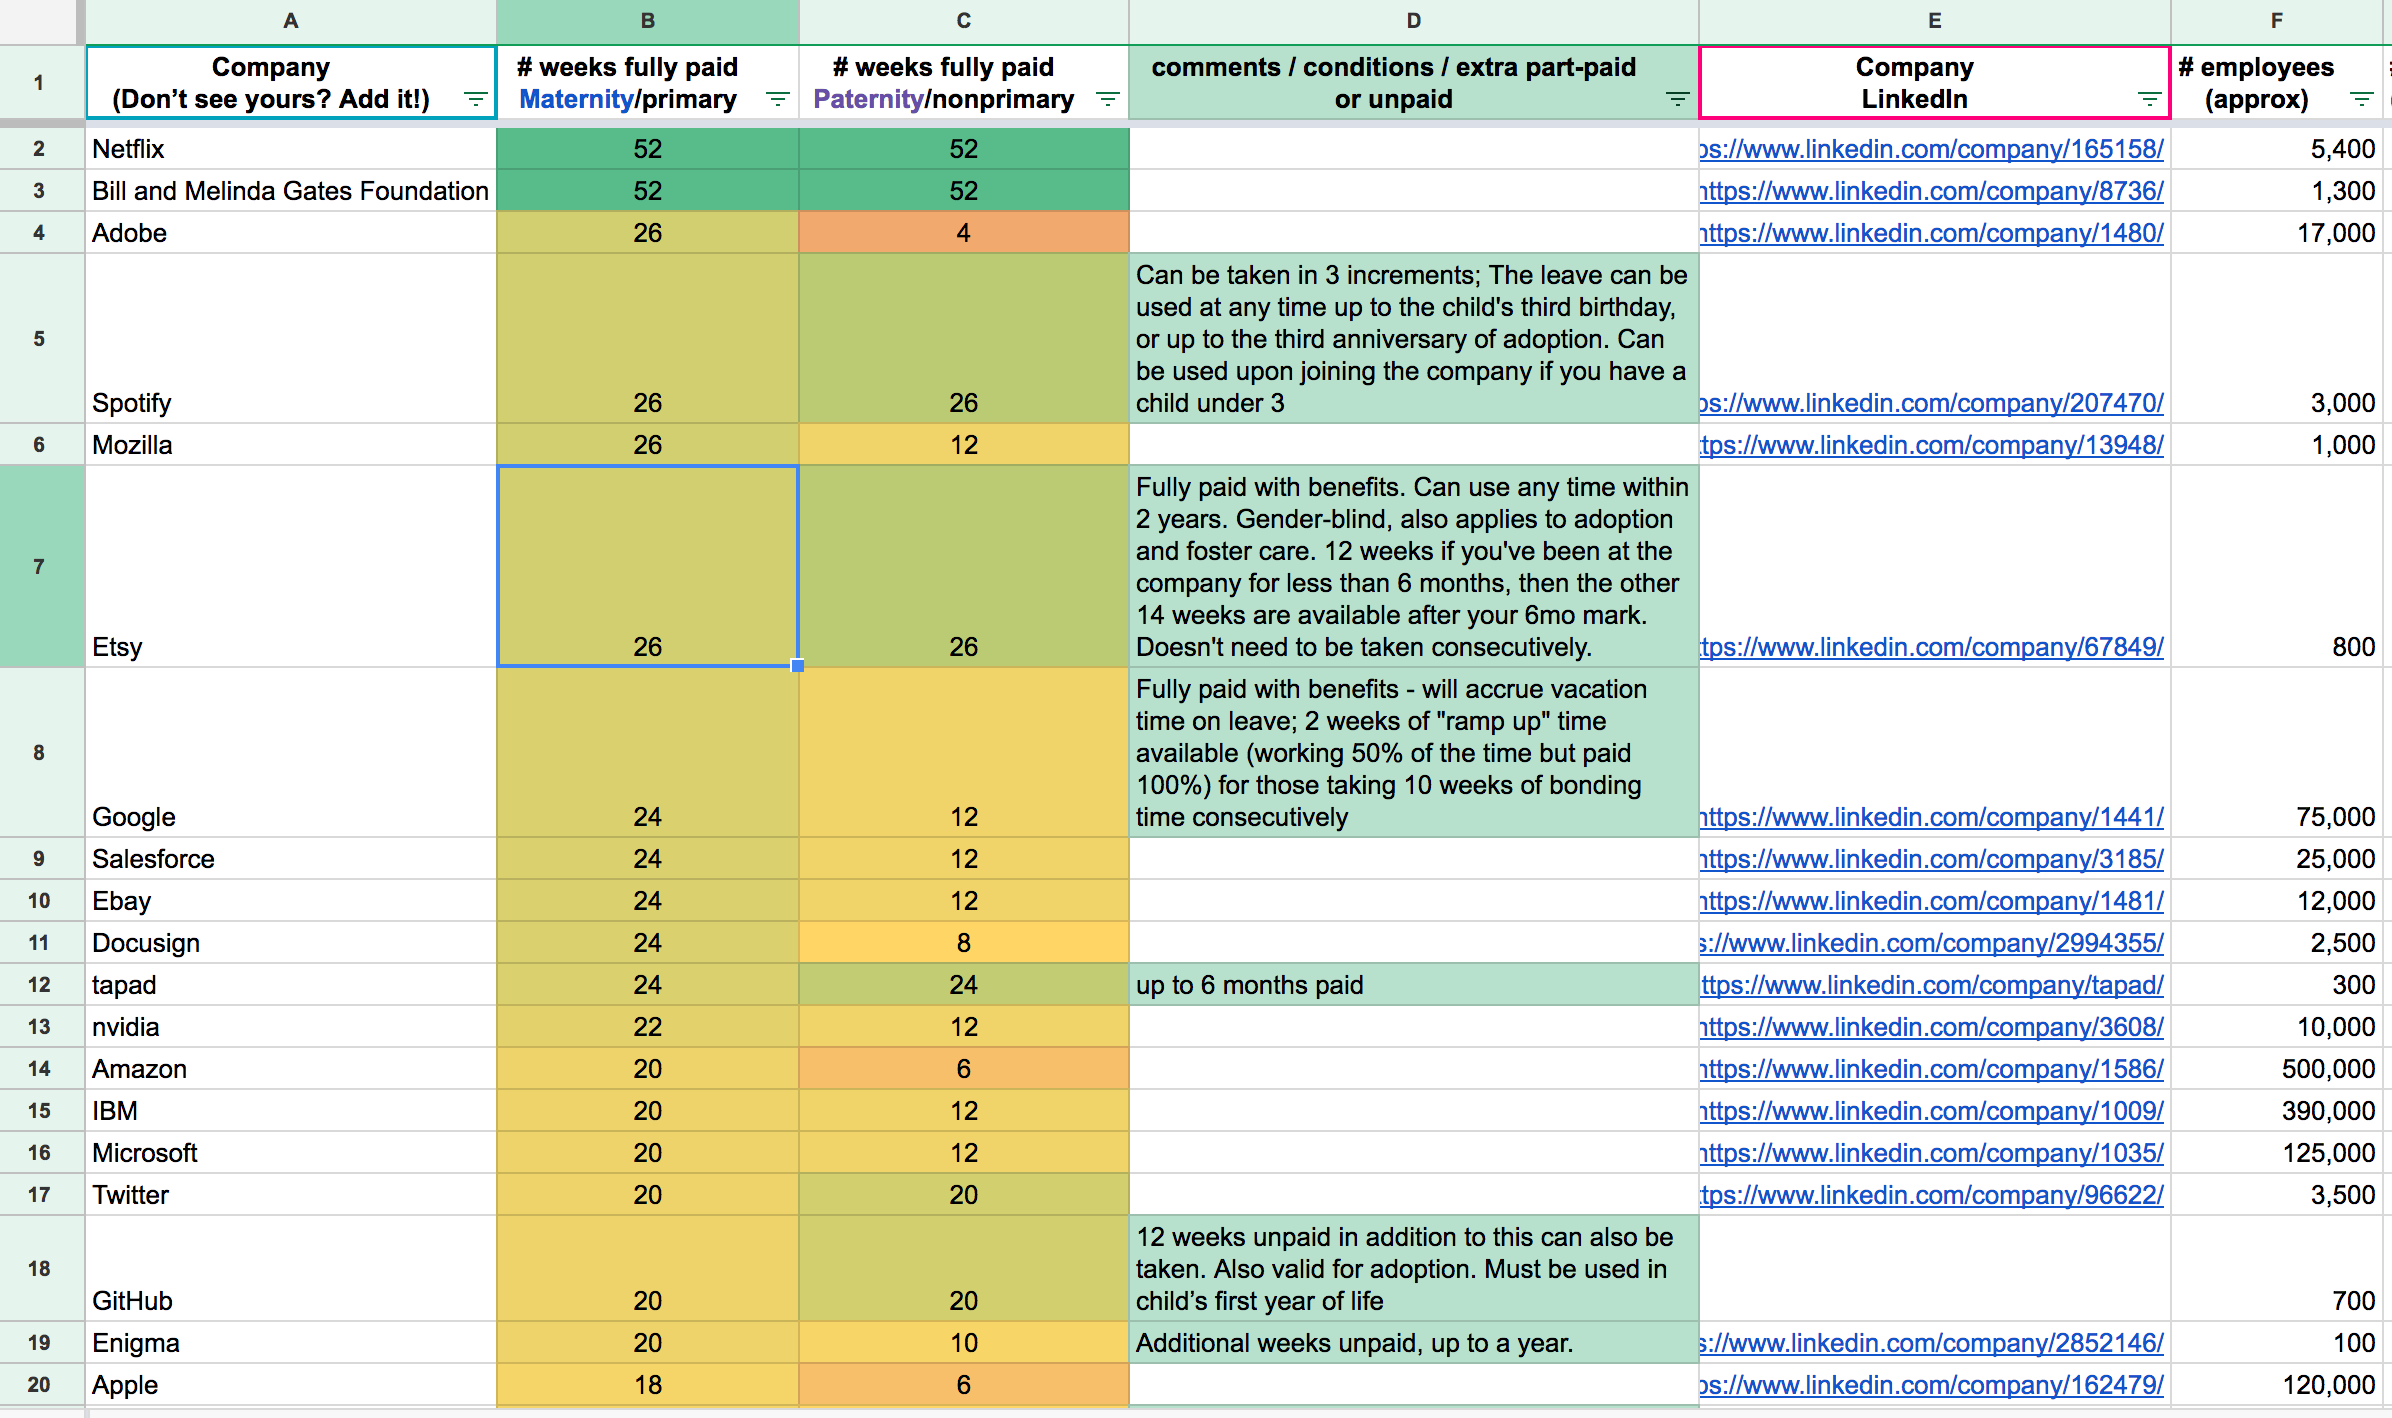 A B C D E F
1 Company # weeks fully paid # weeks fully paid comments / conditions / extra part-paid Company # employees
(Don’t see yours? Add it!) Maternity/primary Paternity/nonprimary or unpaid LinkedIn (approx)
2 Netflix 52 52 ps://www.linkedin.com/company/165158/ 5,400
3 Bill and Melinda Gates Foundation 52 52 https://www.linkedin.com/company/8736/ 1,300
4 Adobe 26 4 https://www.linkedin.com/company/1480/ 17,000
Can be taken in 3 increments; The leave can be
used at any time up to the child's third birthday,
5 or up to the third anniversary of adoption. Can
be used upon joining the company if you have a
Spotify 26 26 child under 3 ps://www.linkedin.com/company/207470/ 3,000
6 Mozilla 26 12 tps://www.linkedin.com/company/13948/ 1,000
Fully paid with benefits. Can use any time within
2 years. Gender-blind, also applies to adoption
and foster care. 12 weeks if you've been at the
7 company for less than 6 months, then the other
14 weeks are available after your 6mo mark.
Etsy 26 26 Doesn't need to be taken consecutively. tps://www.linkedin.com/company/67849/ 800
Fully paid with benefits - will accrue vacation
time on leave; 2 weeks of "ramp up" time
8 available (working 50% of the time but paid
100%) for those taking 10 weeks of bonding
Google 24 12 time consecutively https://www.linkedin.com/company/1441/ 75,000
9 Salesforce 24 12 https://www.linkedin.com/company/3185/ 25,000
10 Ebay 24 12 https://www.linkedin.com/company/1481/ 12,000
11 Docusign 24 8 s://www.linkedin.com/company/2994355/ 2,500
12 tapad 24 24 up to 6 months paid ttps://www.linkedin.com/company/tapad/ 300
13 nvidia 22 12 https://www.linkedin.com/company/3608/ 10,000
14 Amazon 20 6 https://www.linkedin.com/company/1586/ 500,000
15 IBM 20 12 https://www.linkedin.com/company/1009/ 390,000
16 Microsoft 20 12 https://www.linkedin.com/company/1035/ 125,000
17 Twitter 20 20 tps://www.linkedin.com/company/96622/ 3,500
12 weeks unpaid in addition to this can also be
18 taken. Also valid for adoption. Must be used in
GitHub 20 20 child’s first year of life 700
19 Enigma 20 10 Additional weeks unpaid, up to a year. s://www.linkedin.com/company/2852146/ 100
20 Apple 18 6 ps://www.linkedin.com/company/162479/ 120,000